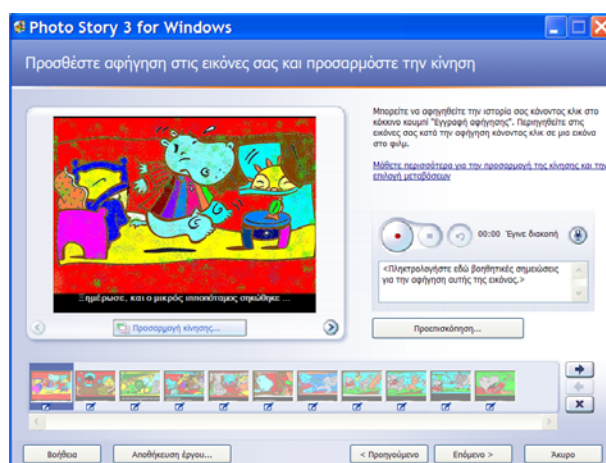 Photo Story 3 for Windows
Προσθέστε αφήγηση στις εικόνες σας και προσαρμόστε την κίνηση
Μπορείτε να αφηγηθείτε την ιστορία σας κάνοντας κλικ στο
κόκκινο κουμπί "Εγγραφή αφήγησης". Περιηγηθείτε στις
εικόνες σας κατά την αφήγηση κάνοντας κλικ σε μια εικόνα
στο φιλμ.
Μάθετε περισσότερα για την προσαρμογή της κίνησης και την
επιλογή μεταβάσεων
00:00 Έγινε διακοπή
<Πληκτρολογήστε εδώ βοηθητικές σημειώσεις
για την αφήγηση αυτής της εικόνας.>
Ξημέρωσε, και ο μικρός ιπποπόταμος σηκώθηκε ...
Προσαρμογή κίνησης...
Προεπισκόπηση...
Βοήθεια
Αποθήκευση έργου...
< Προηγούμενο
Επόμενο >
Άκυρο